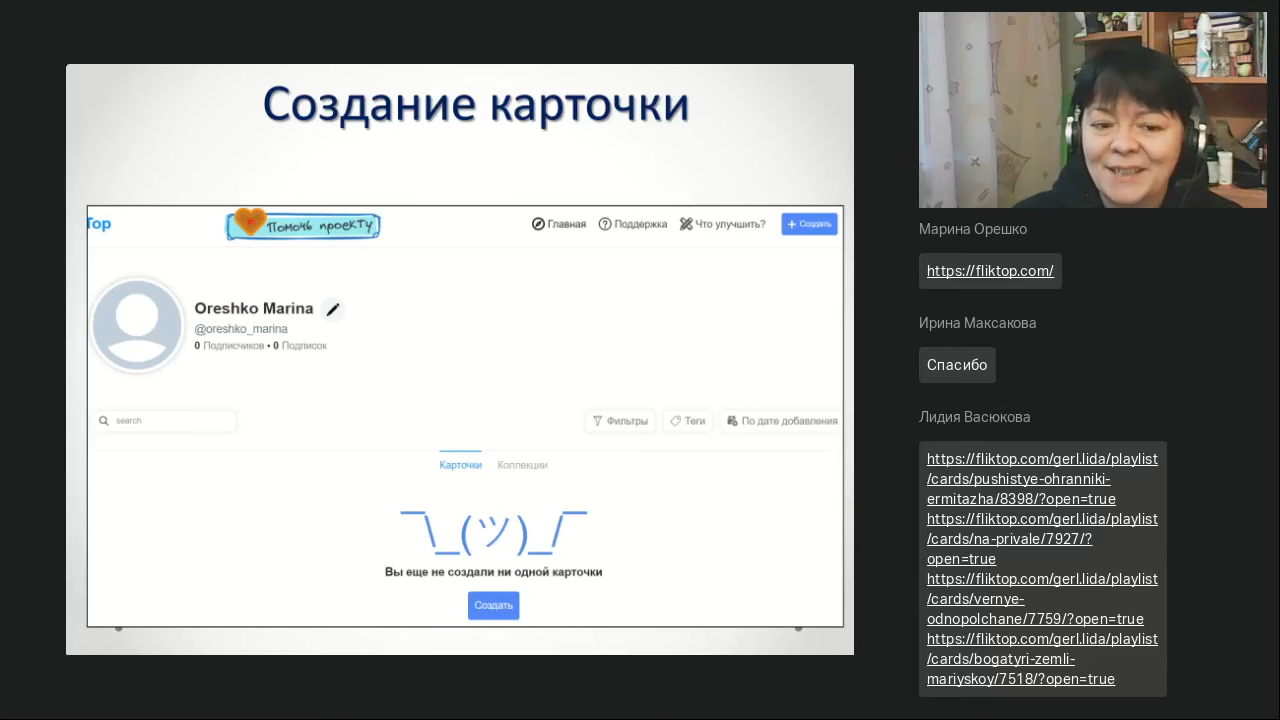 Создание карточки
Top
Помочь проекту
Главная
Поддержка
Что улучшить?
+ Создать
Oreshko Marina
@oreshko_marina
0 Подписчиков • 0 Подписок
search
Фильтры
Теги
По дате добавления
Карточки
Коллекции
¯\_(ツ)_/¯
Вы еще не создали ни одной карточки
Создать
Марина Орешко
https://fliktop.com/
Ирина Максакова
Спасибо
Лидия Васюкова
https://fliktop.com/gerl.lida/playlist
/cards/pushistye-ohranniki-
ermitazha/8398/?open=true
https://fliktop.com/gerl.lida/playlist
/cards/na-privale/7927/?
open=true
https://fliktop.com/gerl.lida/playlist
/cards/vernye-
odnopolchane/7759/?open=true
https://fliktop.com/gerl.lida/playlist
/cards/bogatyri-zemli-
mariyskoy/7518/?open=true